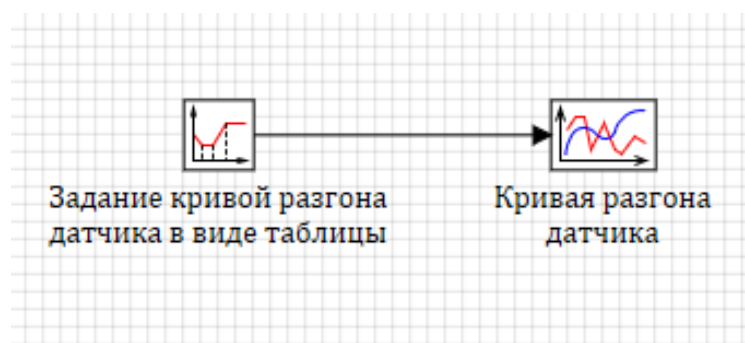 Задание кривой разгона
датчика в виде таблицы
Кривая разгона
датчика